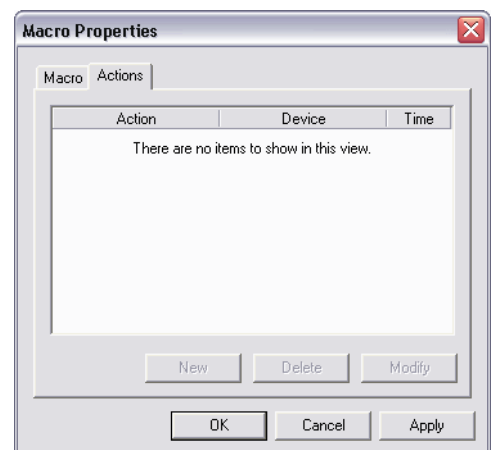 Macro Properties
Macro Actions
Action Device Time
There are no items to show in this view.
New Delete Modify
OK Cancel Apply